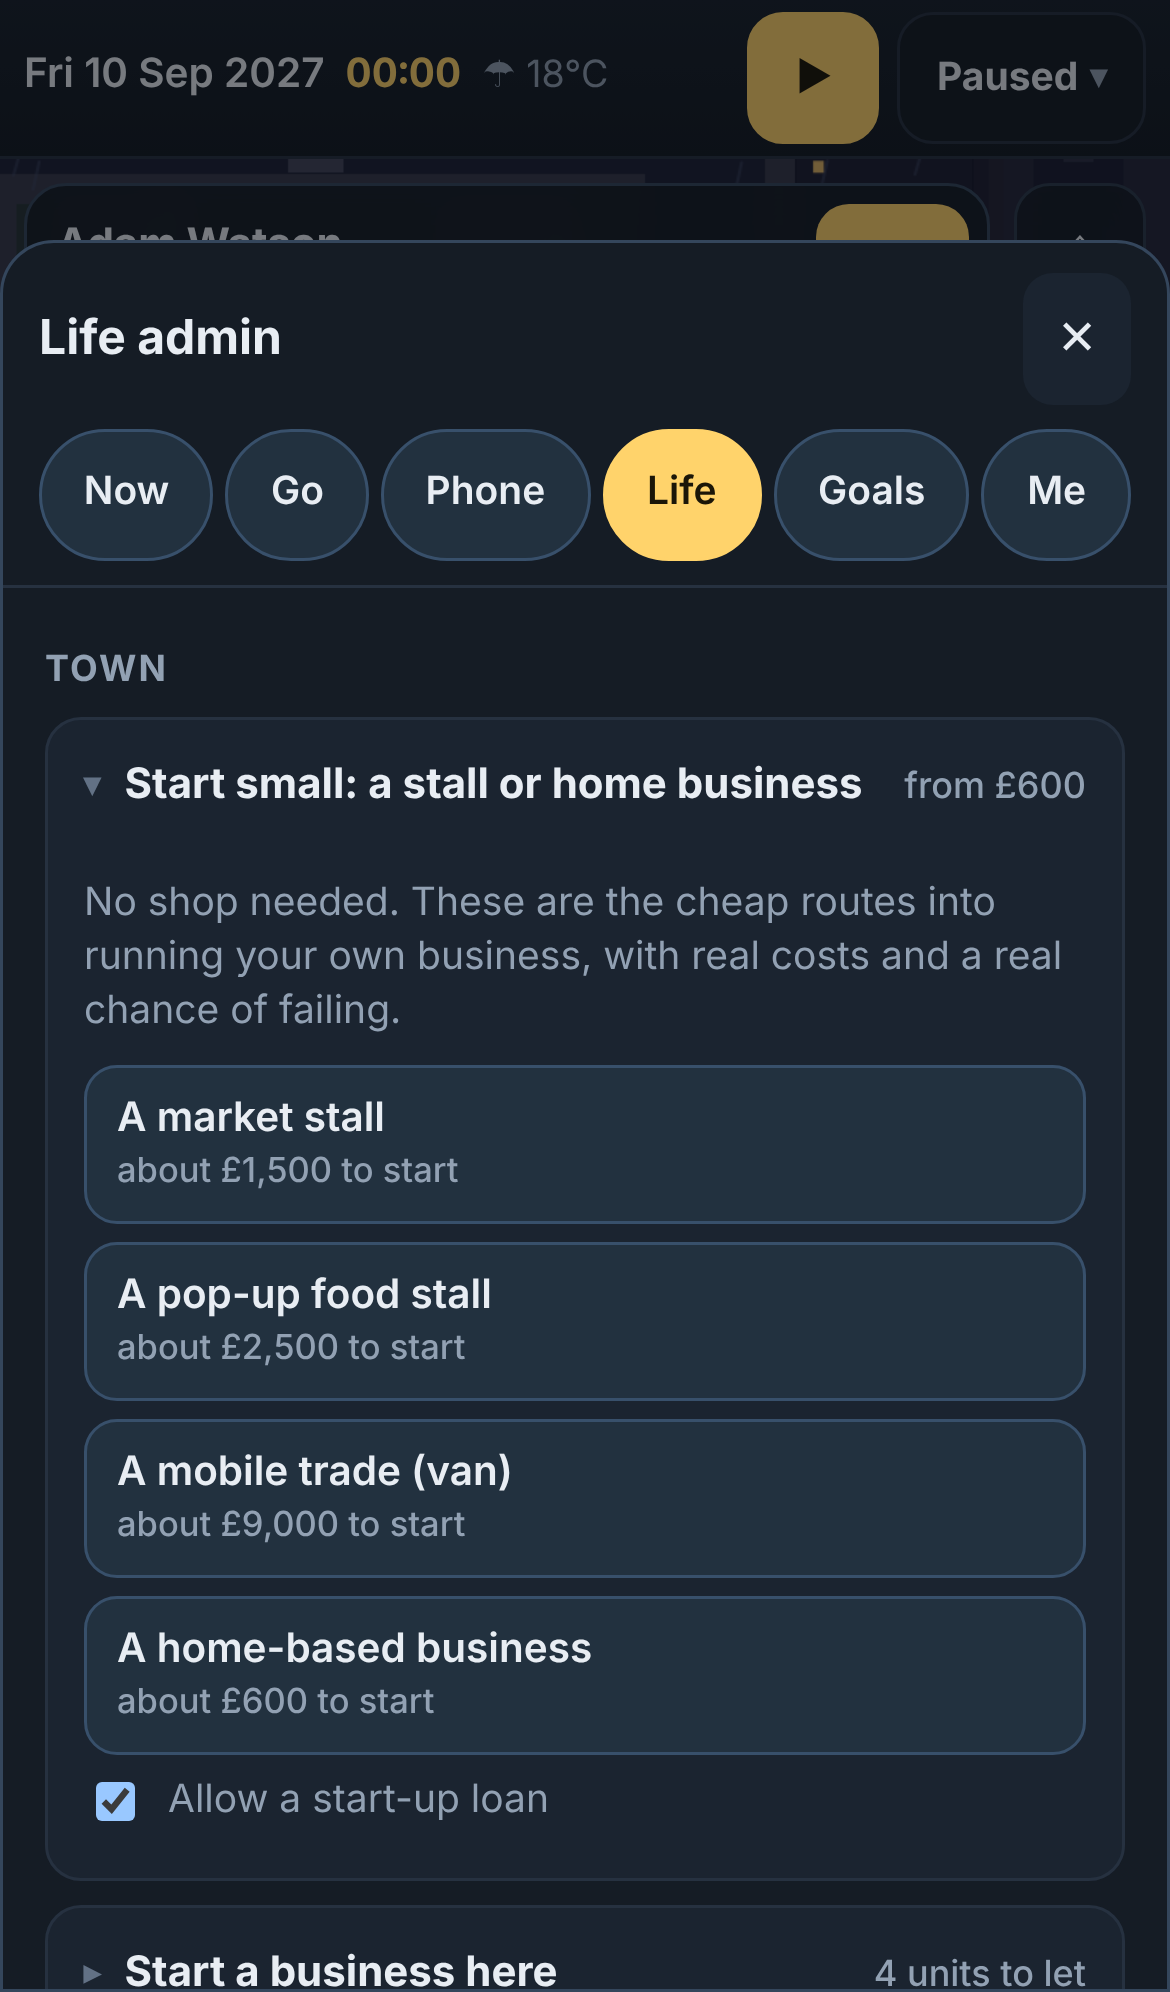 Fri 10 Sep 2027 00:00 18°C
Paused
Adam Watson
Life admin
Now Go Phone Life Goals Me
TOWN
Start small: a stall or home business from £600
No shop needed. These are the cheap routes into
running your own business, with real costs and a real
chance of failing.
A market stall
about £1,500 to start
A pop-up food stall
about £2,500 to start
A mobile trade (van)
about £9,000 to start
A home-based business
about £600 to start
Allow a start-up loan
Start a business here 4 units to let